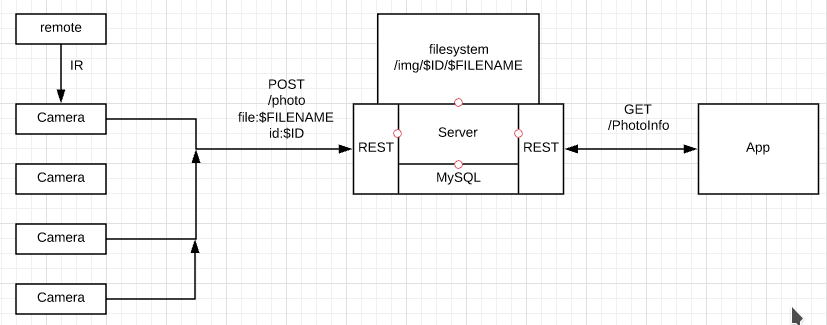 remote
IR
Camera
Camera
Camera
Camera
POST
/photo
file:$FILENAME
id:$ID
filesystem
/img/$ID/$FILENAME
REST
Server
MySQL
REST
GET
/PhotoInfo
App